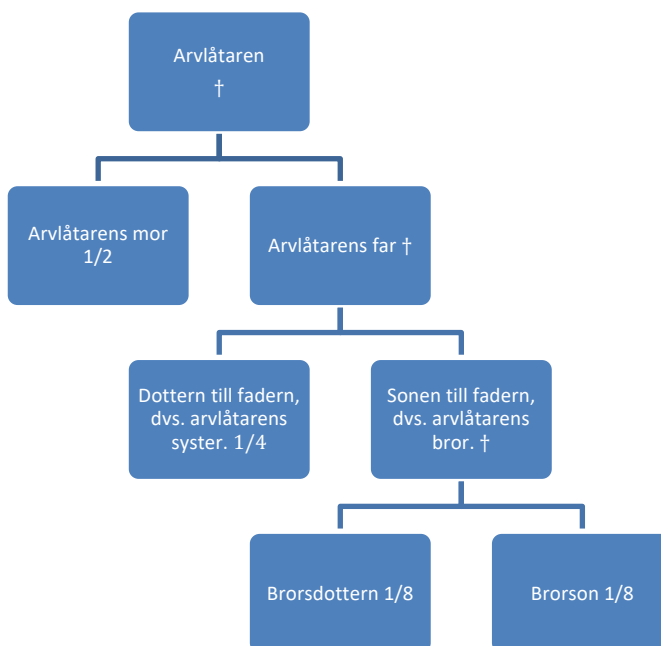 Arvlåtaren
†
Arvlåtarens mor
1/2
Arvlåtarens far †
Dottern till fadern,
dvs. arvlåtarens
syster. 1/4
Sonen till fadern,
dvs. arvlåtarens
bror. †
Brorsdottern 1/8
Brorson 1/8